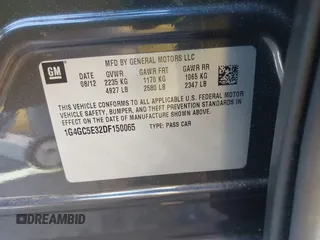 GM
MFD BY GENERAL MOTORS LLC
08/12
GVWR
2235 KG
4927 LB
GAWR FRT
1170 KG
2580 LB
GAWR RR
1065 KG
2347 LB
THIS VEHICLE CONFORMS TO ALL APPLICABLE U.S. FEDERAL MOTOR
VEHICLE SAFETY, BUMPER, AND THEFT PREVENTION STANDARDS
IN EFFECT ON THE DATE OF MANUFACTURE SHOWN ABOVE.
1G4GC5E32DF150065
TYPE: PASS CAR
DREAMBID